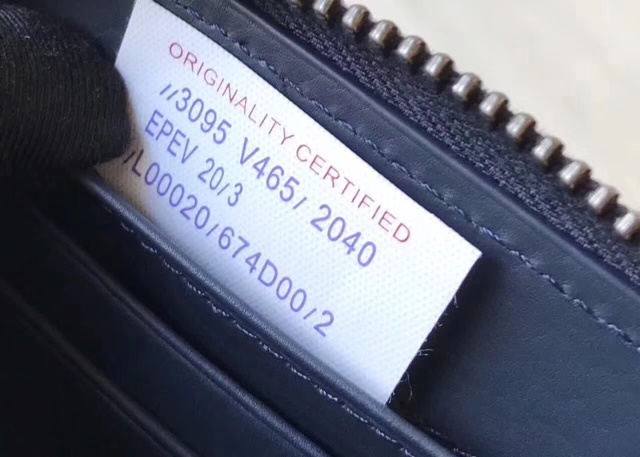 ORIGINALITY CERTIFIED
//3095 V465/ 2040
EPEV 20/3
/L00020/674D00/2